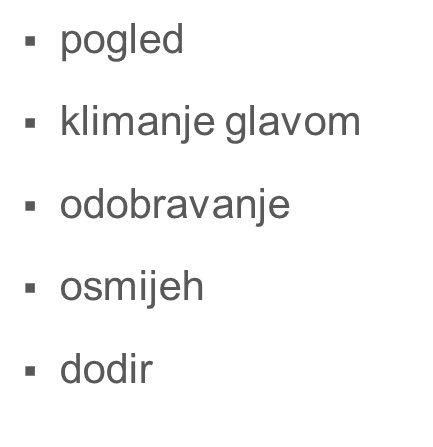 ▪ pogled
▪ klimanje glavom
▪ odobravanje
▪ osmijeh
▪ dodir